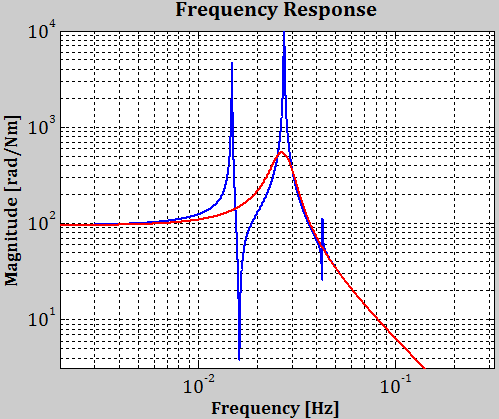 Frequency Response
Magnitude [rad/Nm]
10^4
10^3
10^2
10^1
10^-2
10^-1
Frequency [Hz]